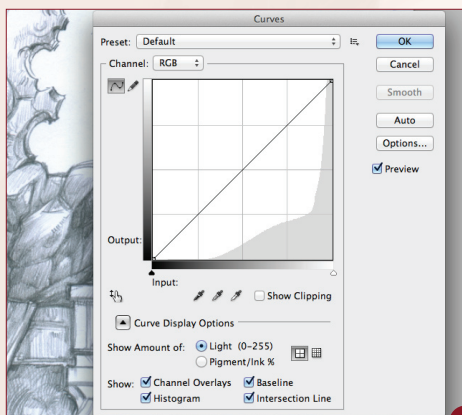 Curves
Preset: Default
OK
Channel: RGB
Cancel
Smooth
Auto
Options...
Preview
Output:
Input:
Show Clipping
Curve Display Options
Show Amount of: Light (0-255)
Pigment/Ink %
Show: Channel Overlays Baseline
Histogram Intersection Line